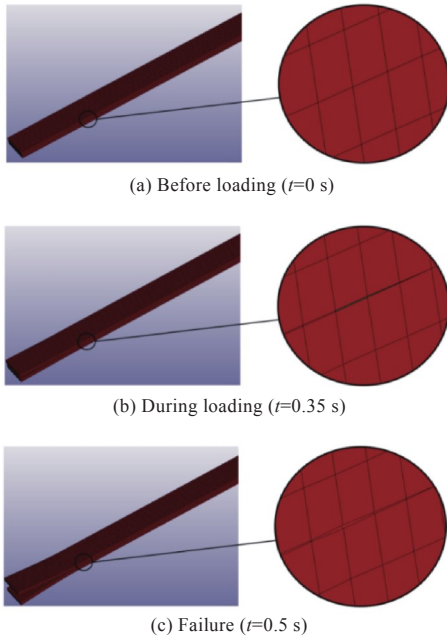 (a) Before loading (t=0 s)
(b) During loading (t=0.35 s)
(c) Failure (t=0.5 s)